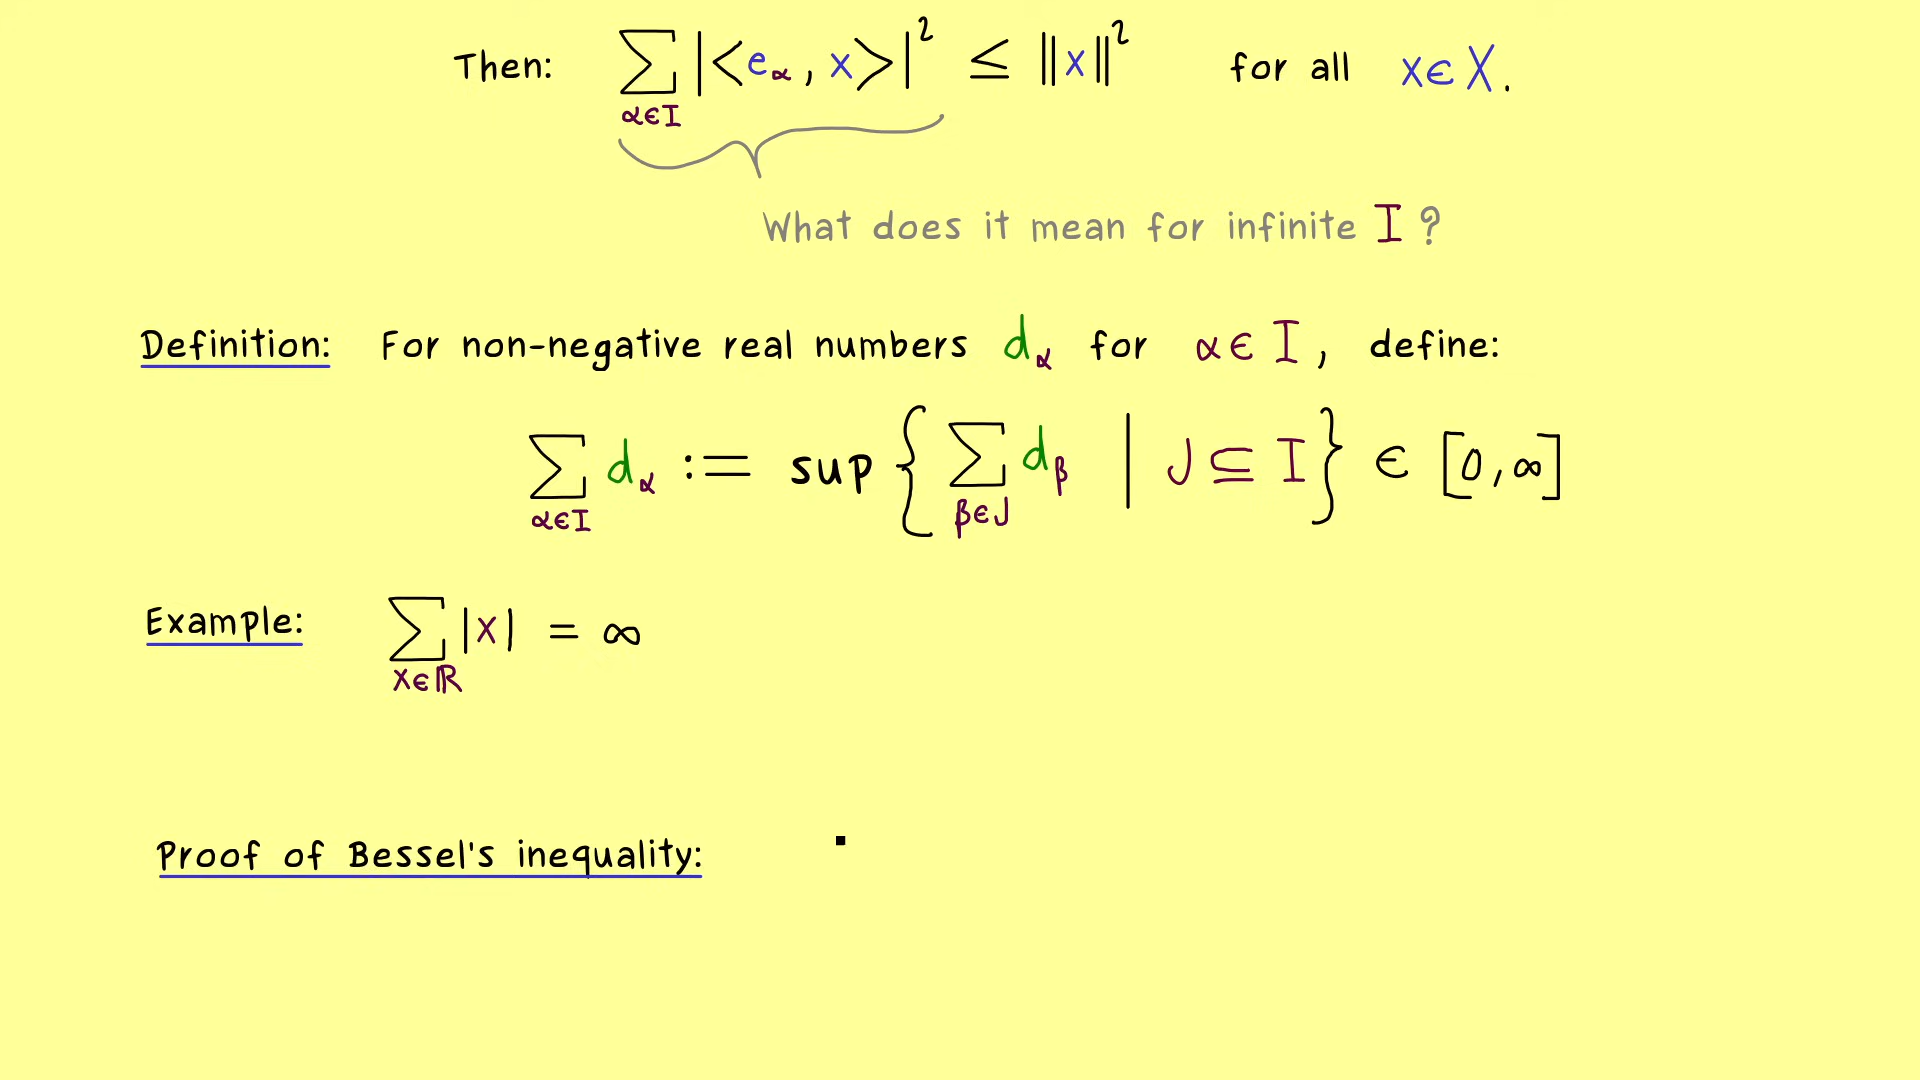 Then: ∑_{α∈I} |<e_α, x>|² ≤ ‖x‖² for all x∈X.
What does it mean for infinite I ?
Definition: For non-negative real numbers d_α for α∈I, define:
∑_{α∈I} d_α := sup { ∑_{β∈J} d_β | J ⊆ I } ∈ [0,∞]
Example: ∑_{x∈ℝ} |x| = ∞
Proof of Bessel's inequality: